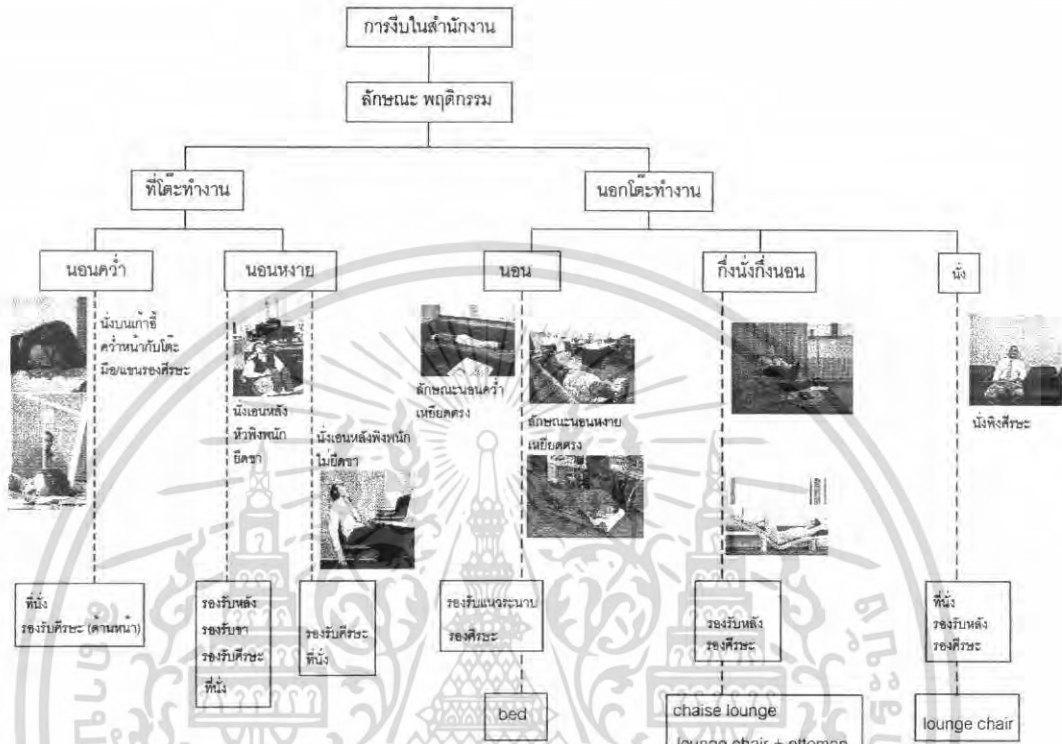 การงีบในสำนักงาน
ลักษณะ พฤติกรรม
ที่โต๊ะทำงาน
นอกโต๊ะทำงาน
นอนคว่ำ
นอนหงาย
นอน
กึ่งนั่งกึ่งนอน
นั่ง
นั่งบนเก้าอี้
คว่ำหน้ากับโต๊ะ
มือ/แขนรองศีรษะ
นั่งเอนหลัง
หัวพิงพนัก
ยืดขา
นั่งเอนหลังพิงพนัก
ไม่ยืดขา
ลักษณะนอนคว่ำ
เหยียดตรง
ลักษณะนอนหงาย
เหยียดตรง
นั่งพิงศีรษะ
ที่นั่ง
รองรับศีรษะ (ด้านหน้า)
รองรับหลัง
รองรับขา
รองรับศีรษะ
ที่นั่ง
รองรับศีรษะ
ที่นั่ง
รองรับแนวระนาบ
รองศีรษะ
รองรับหลัง
รองศีรษะ
ที่นั่ง
รองรับหลัง
รองศีรษะ
bed
chaise lounge
lounge chair + ottoman
lounge chair